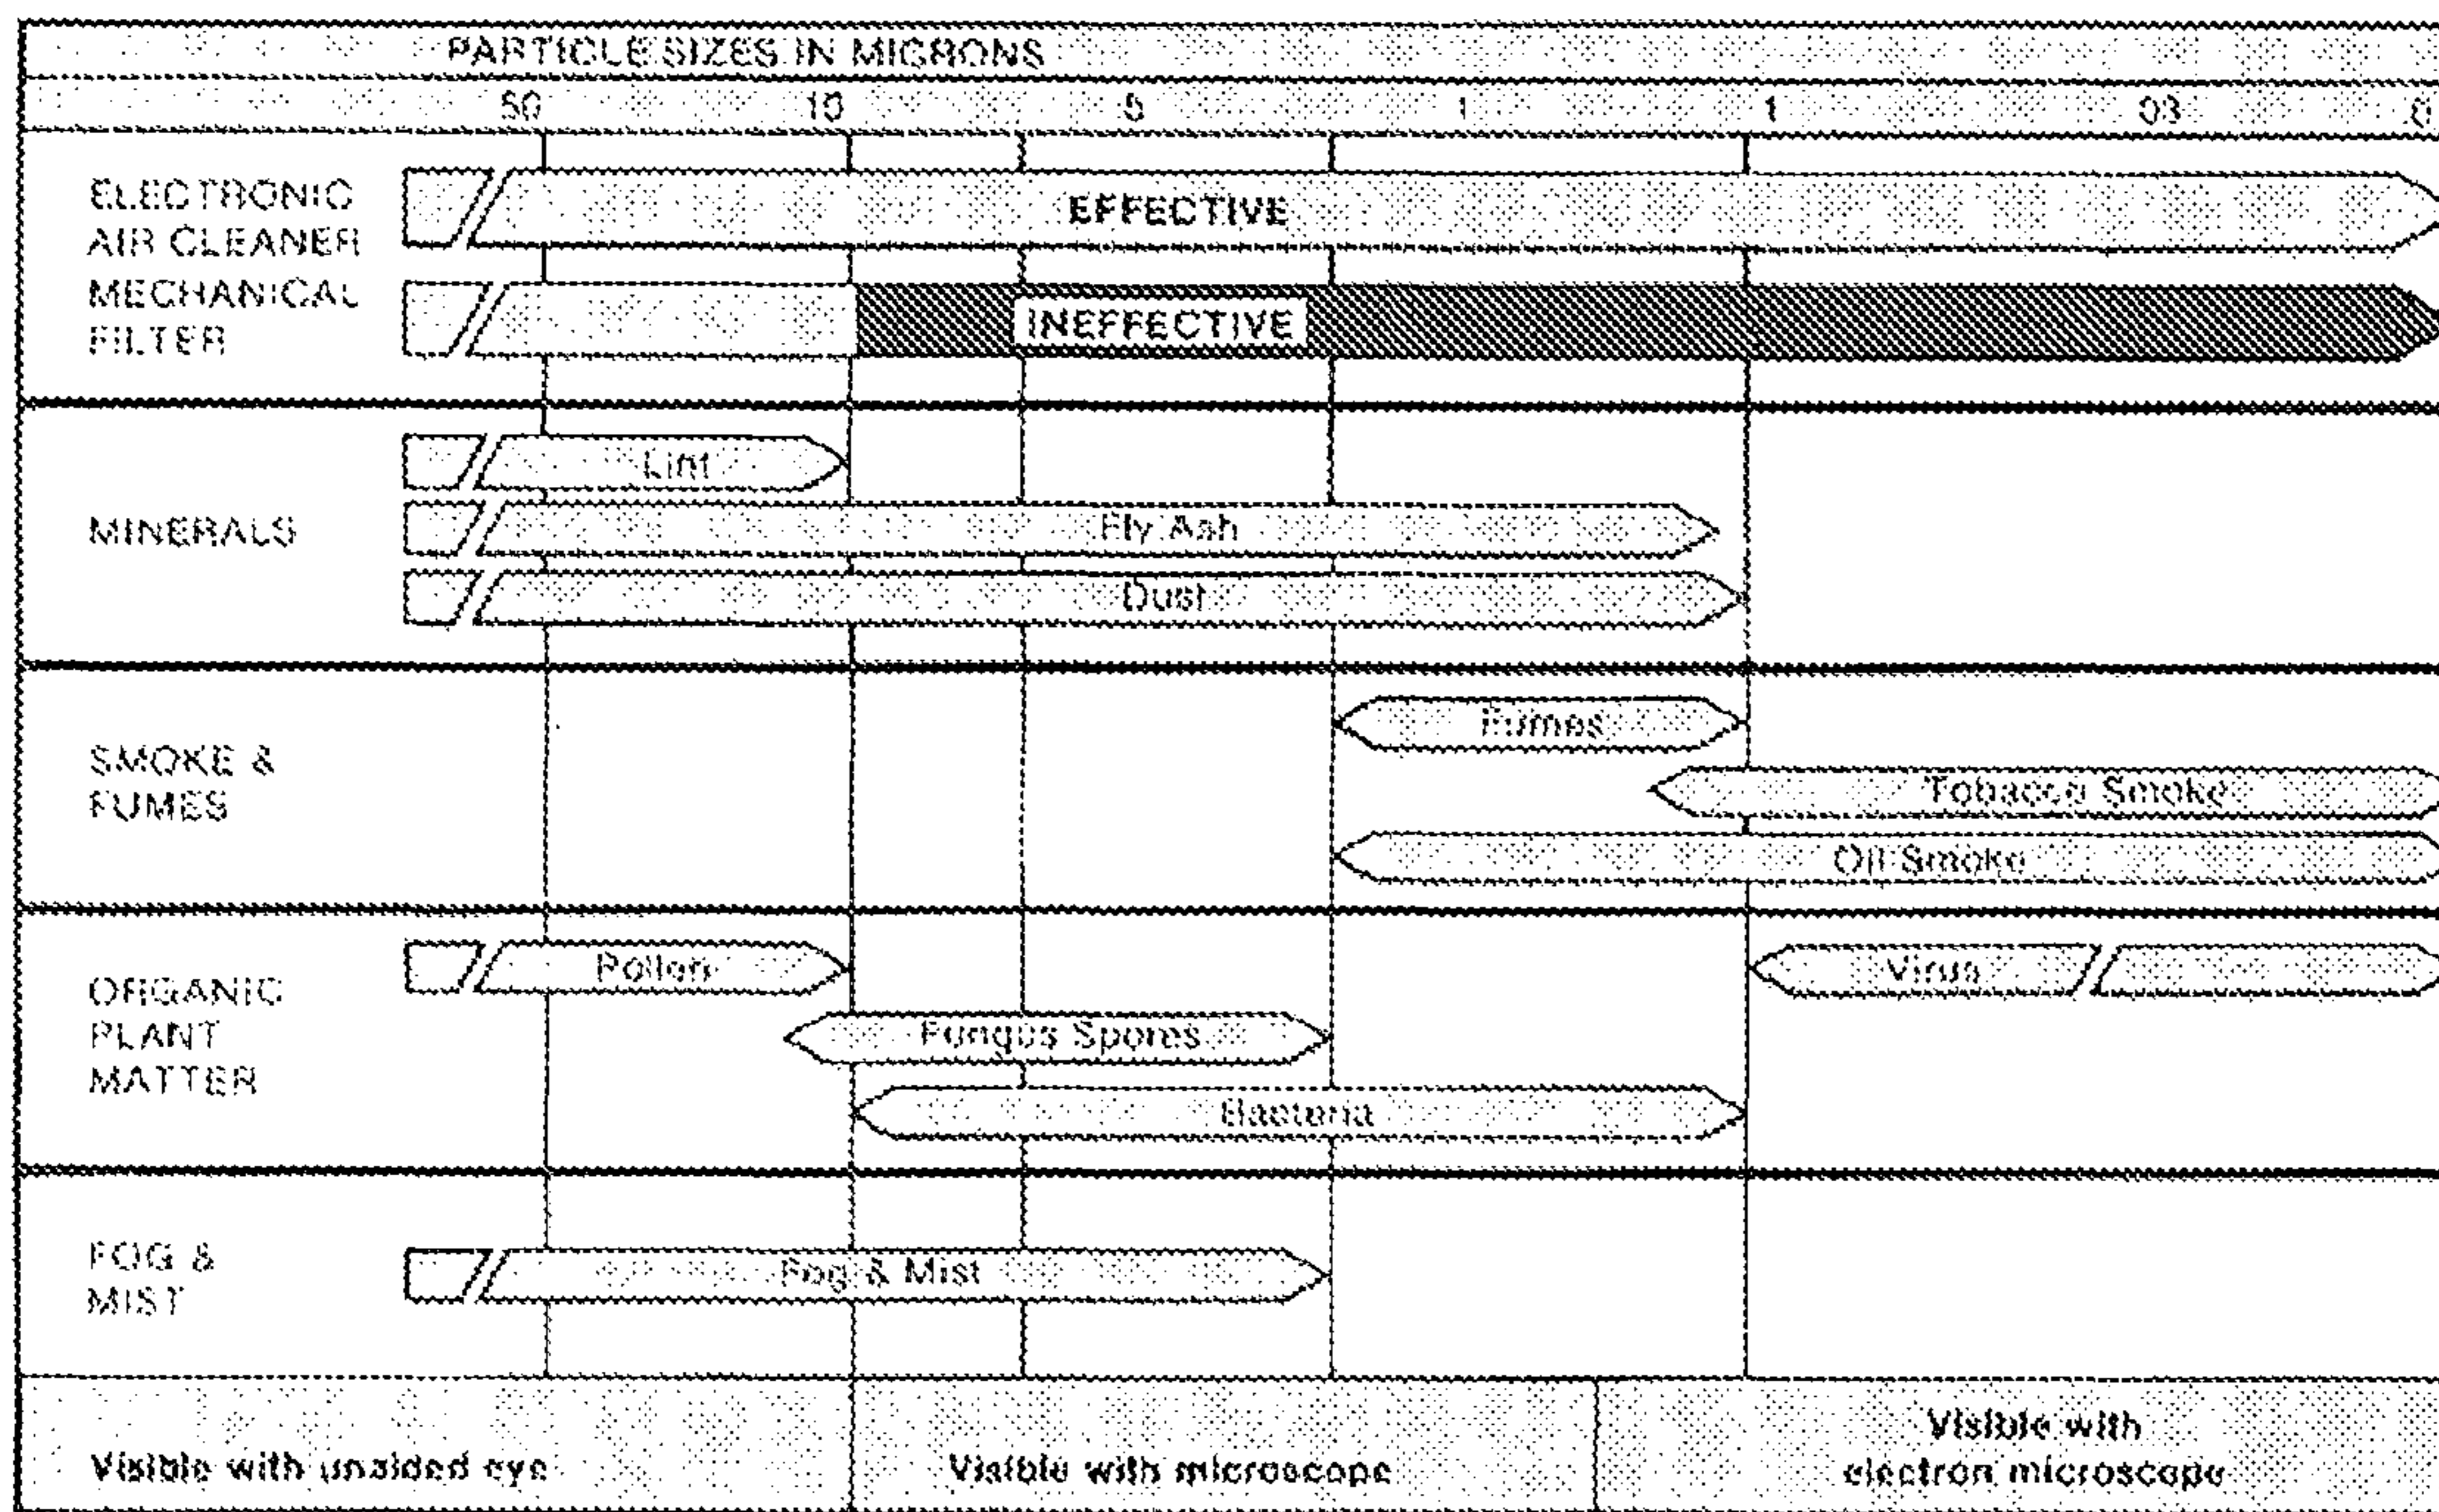 PARTICLE SIZES IN MICRONS
50 10 5 1 1 03 0
ELECTRONIC
AIR CLEANER
EFFECTIVE
MECHANICAL
FILTER
INEFFECTIVE
MINERALS
Lint
Fly Ash
Dust
SMOKE &
FUMES
Fumes
Tobacco Smoke
Oil Smoke
ORGANIC
PLANT
MATTER
Pollen
Virus
Fungus Spores
Bacteria
FOG &
MIST
Fog & Mist
Visible with unaided eye
Visible with microscope
Visible with
electron microscope